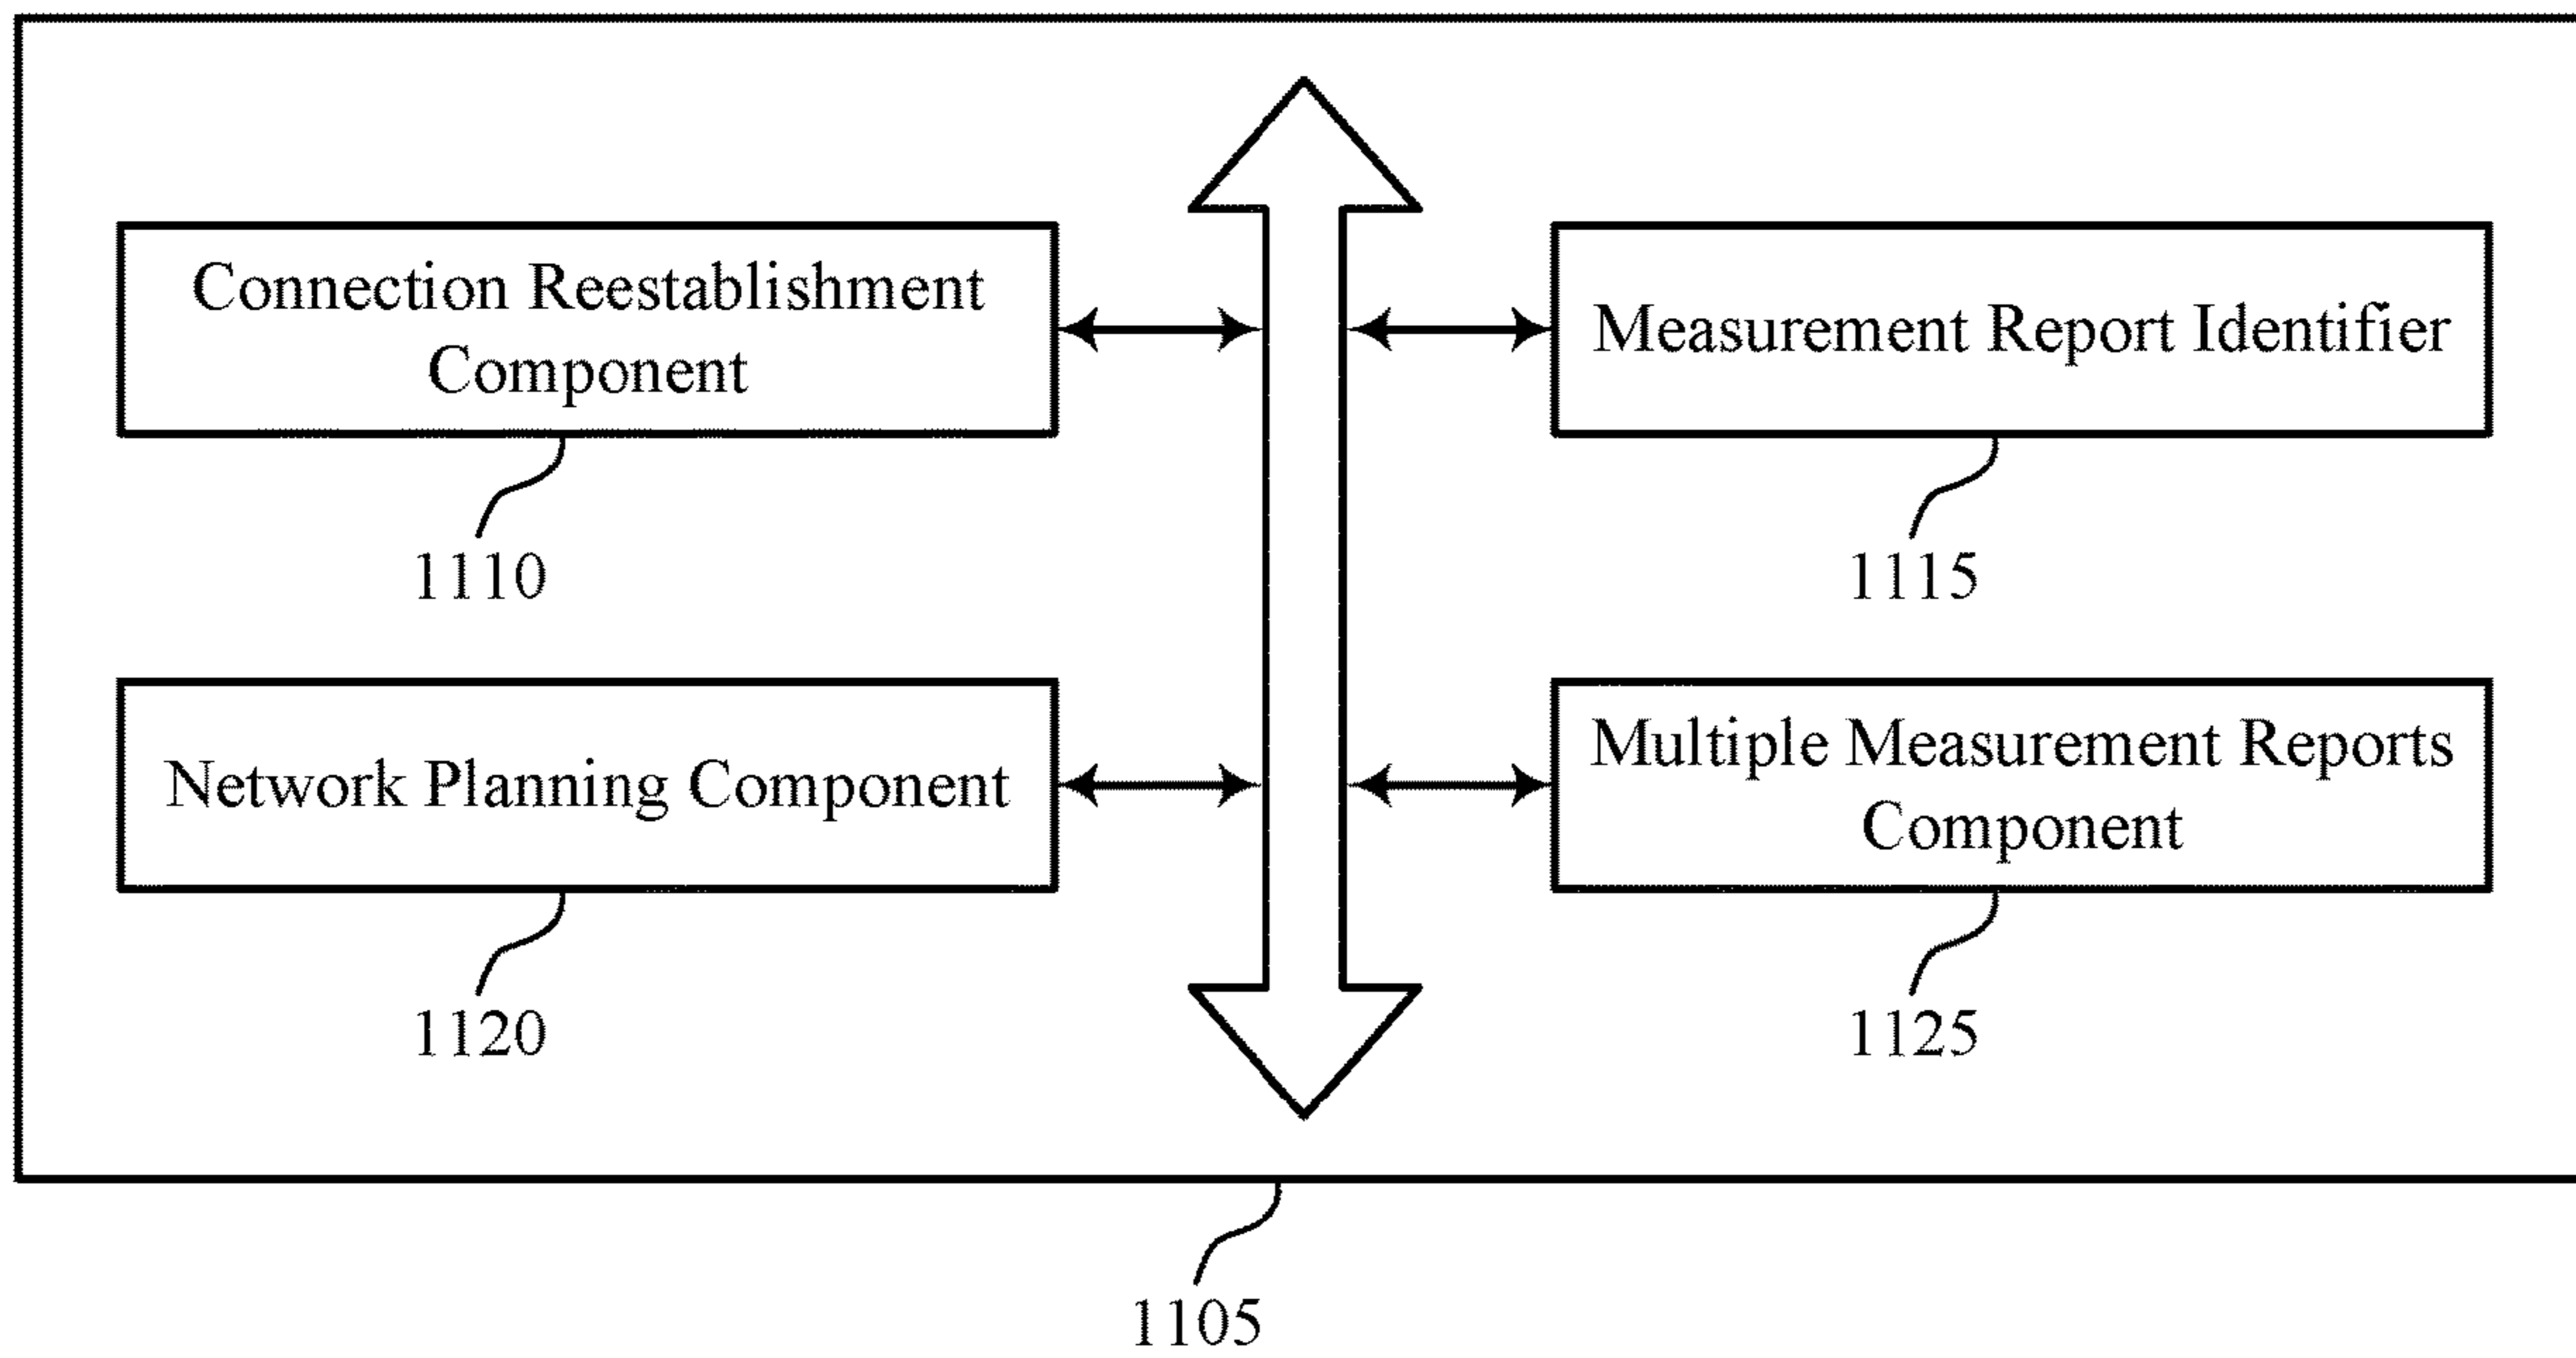 Connection Reestablishment
Component
1110
Measurement Report Identifier
1115
Network Planning Component
1120
Multiple Measurement Reports
Component
1125
1105